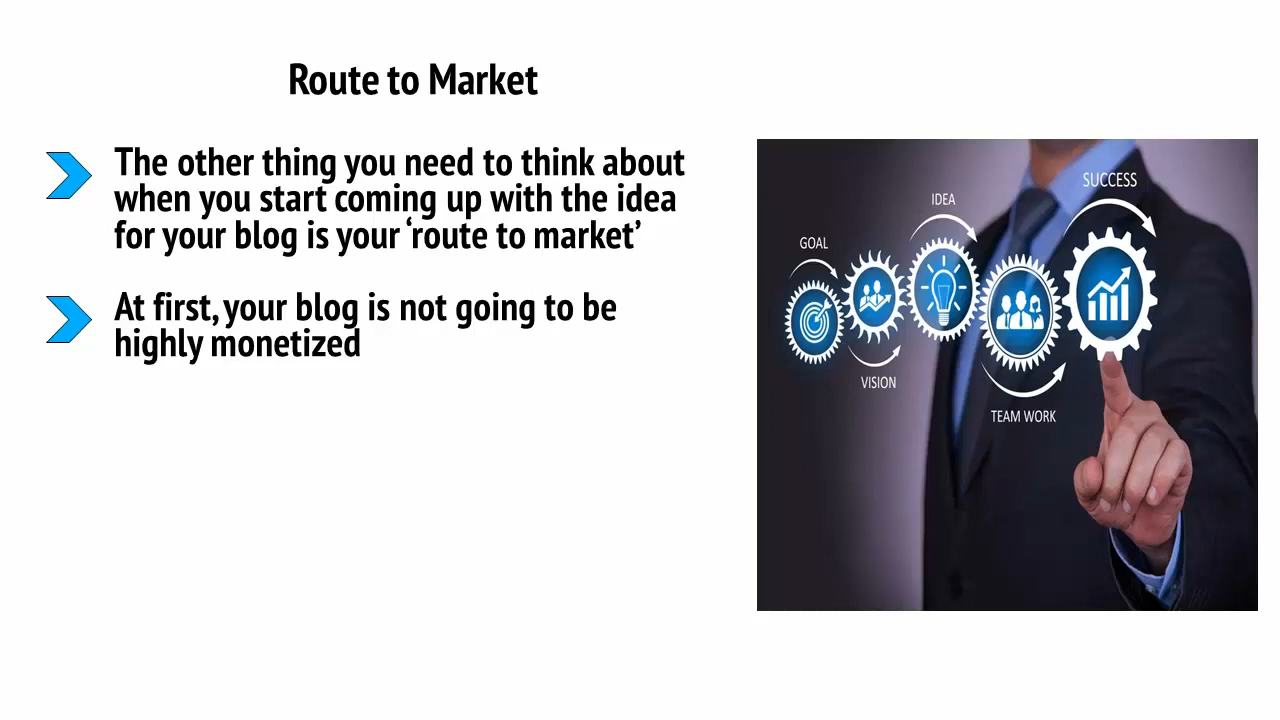 Route to Market
The other thing you need to think about
when you start coming up with the idea
for your blog is your ‘route to market’
At first, your blog is not going to be
highly monetized
GOAL
VISION
IDEA
TEAM WORK
SUCCESS